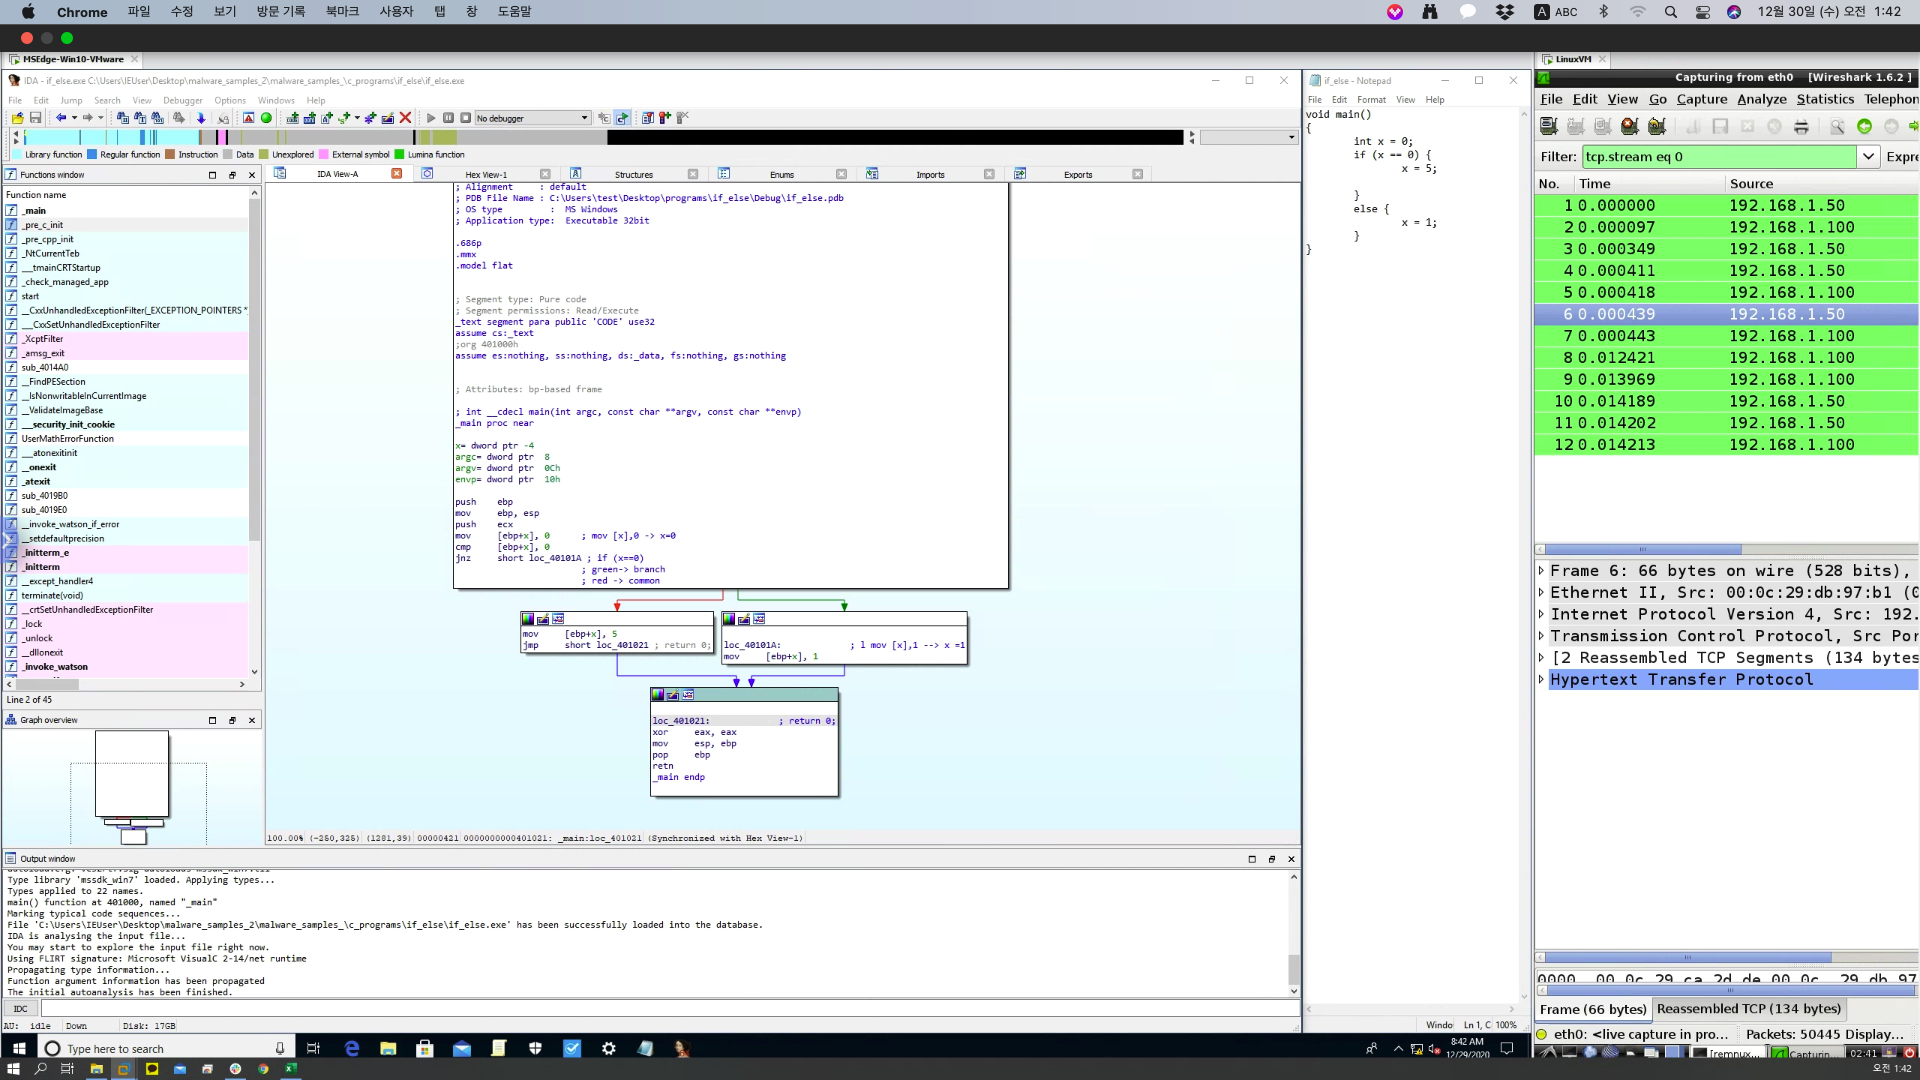 Chrome 파일 수정 보기 방문 기록 북마크 사용자 탭 창 도움말 ABC 12월 30일 (수) 오전 1:42
MSEdge-Win10-VMware
IDA - if_else.exe C:\Users\IEUser\Desktop\malware_samples_2\malware_samples_\c_programs\if_else\if_else.exe
File Edit Jump Search View Debugger Options Windows Help
No debugger
Library function Regular function Instruction Data Unexplored External symbol Lumina function
Functions window
Function name
_main
_pre_c_init
_pre_cpp_init
_NtCurrentTeb
___tmainCRTStartup
_check_managed_app
start
__CxxUnhandledExceptionFilter(_EXCEPTION_POINTERS *
___CxxSetUnhandledExceptionFilter
_XcptFilter
_amsg_exit
sub_4014A0
__FindPESection
__IsNonwritableInCurrentImage
__ValidateImageBase
___security_init_cookie
UserMathErrorFunction
___atonexitinit
__onexit
_atexit
sub_4019B0
sub_4019E0
__invoke_watson_if_error
__setdefaultprecision
_initterm_e
_initterm
__except_handler4
terminate(void)
__crtSetUnhandledExceptionFilter
_lock
_unlock
__dllonexit
_invoke_watson
Line 2 of 45
Graph overview
IDA View-A Hex View-1 Structures Enums Imports Exports
; Alignment : default
; PDB File Name : C:\Users\test\Desktop\programs\if_else\Debug\if_else.pdb
; OS type : MS Windows
; Application type: Executable 32bit
.686p
.mmx
.model flat
; Segment type: Pure code
; Segment permissions: Read/Execute
_text segment para public 'CODE' use32
assume cs:_text
;org 401000h
assume es:nothing, ss:nothing, ds:_data, fs:nothing, gs:nothing
; Attributes: bp-based frame
; int __cdecl main(int argc, const char **argv, const char **envp)
_main proc near
x= dword ptr -4
argc= dword ptr 8
argv= dword ptr 0Ch
envp= dword ptr 10h
push ebp
mov ebp, esp
push ecx
mov [ebp+x], 0 ; mov [x],0 -> x=0
cmp [ebp+x], 0
jnz short loc_40101A ; if (x==0)
; green-> branch
; red -> common
mov [ebp+x], 5
jmp short loc_401021 ; return 0;
loc_40101A: ; l mov [x],1 --> x =1
mov [ebp+x], 1
loc_401021: ; return 0;
xor eax, eax
mov esp, ebp
pop ebp
retn
_main endp
100.00% (-250,325) (1281,39) 00000421 0000000000401021: _main:loc_401021 (Synchronized with Hex View-1)
Output window
Type library 'mssdk_win7' loaded. Applying types...
Types applied to 22 names.
main() function at 401000, named "_main"
Marking typical code sequences...
File 'C:\Users\IEUser\Desktop\malware_samples_2\malware_samples_\c_programs\if_else\if_else.exe' has been successfully loaded into the database.
IDA is analysing the input file...
You may start to explore the input file right now.
Using FLIRT signature: Microsoft VisualC 2-14/net runtime
Propagating type information...
Function argument information has been propagated
The initial autoanalysis has been finished.
IDC
AU: idle Down Disk: 17GB
Type here to search
8:42 AM
12/29/2020
if_else - Notepad
File Edit Format View Help
void main()
{
int x = 0;
if (x == 0) {
x = 5;
}
else {
x = 1;
}
}
Windo Ln 1, C 100%
LinuxVM
Capturing from eth0 [Wireshark 1.6.2 ]
File Edit View Go Capture Analyze Statistics Telephon
Filter: tcp.stream eq 0 Expre
No. Time Source
1 0.000000 192.168.1.50
2 0.000097 192.168.1.100
3 0.000349 192.168.1.50
4 0.000411 192.168.1.50
5 0.000418 192.168.1.100
6 0.000439 192.168.1.50
7 0.000443 192.168.1.100
8 0.012421 192.168.1.100
9 0.013969 192.168.1.100
10 0.014189 192.168.1.50
11 0.014202 192.168.1.50
12 0.014213 192.168.1.100
Frame 6: 66 bytes on wire (528 bits),
Ethernet II, Src: 00:0c:29:db:97:b1 (0
Internet Protocol Version 4, Src: 192.
Transmission Control Protocol, Src Por
[2 Reassembled TCP Segments (134 bytes
Hypertext Transfer Protocol
0000 00 0c 29 ca 2d de 00 0c 29 db 97
Frame (66 bytes) Reassembled TCP (134 bytes)
eth0: <live capture in pro... Packets: 50445 Display...
[remnux... Capturin... 02:41
오전 1:42